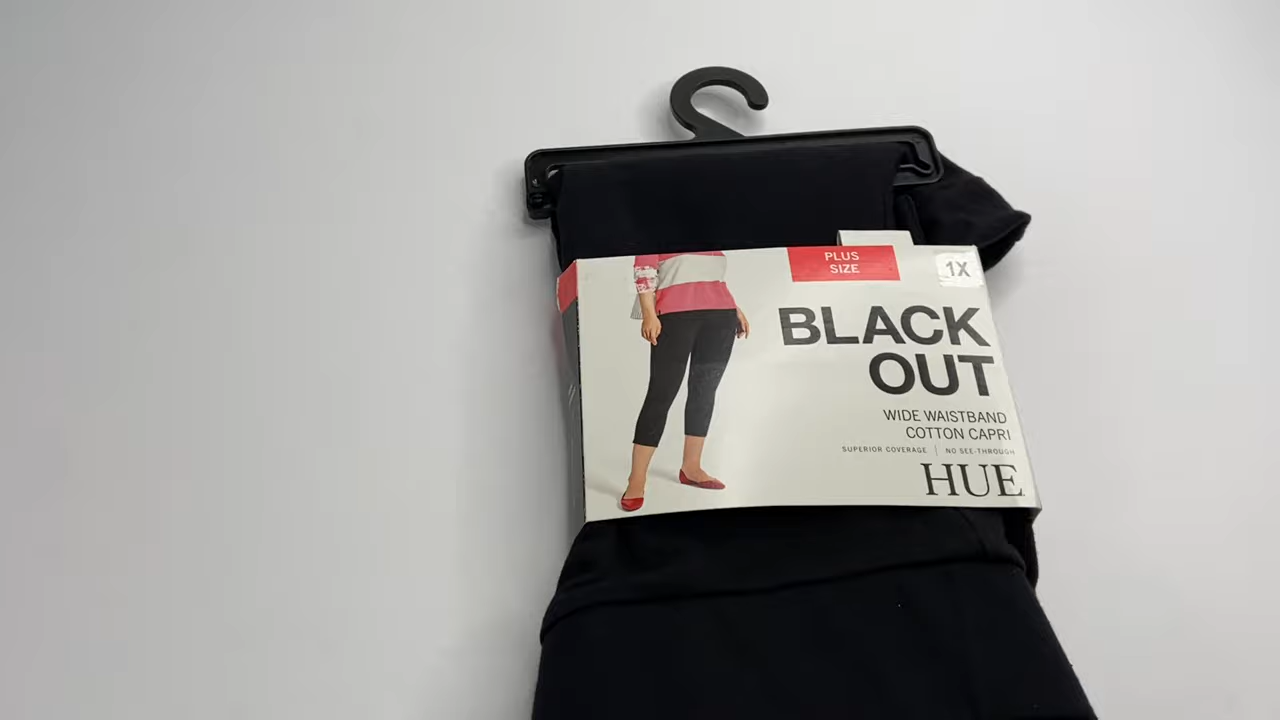 PLUS
SIZE
1X
BLACK
OUT
WIDE WAISTBAND
COTTON CAPRI
SUPERIOR COVERAGE | NO SEE-THROUGH
HUE